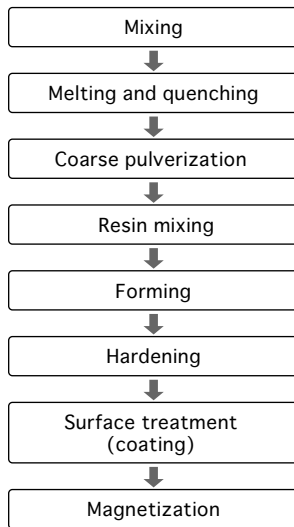 Mixing
Melting and quenching
Coarse pulverization
Resin mixing
Forming
Hardening
Surface treatment
(coating)
Magnetization